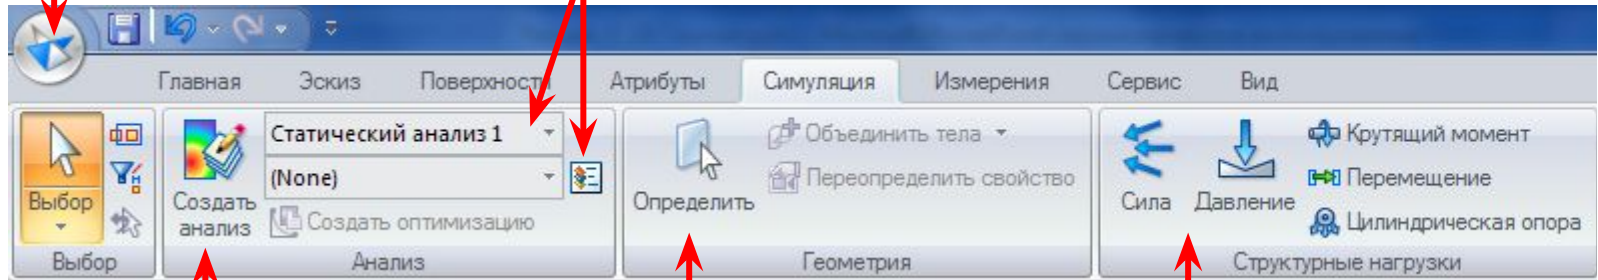 Главная Эскиз Поверхности Атрибуты Симуляция Измерения Сервис Вид
Выбор
Создать анализ
Статический анализ 1
(None)
Создать оптимизацию
Определить
Объединить тела
Переопределить свойство
Сила
Давление
Крутящий момент
Перемещение
Цилиндрическая опора
Выбор Анализ Геометрия Структурные нагрузки